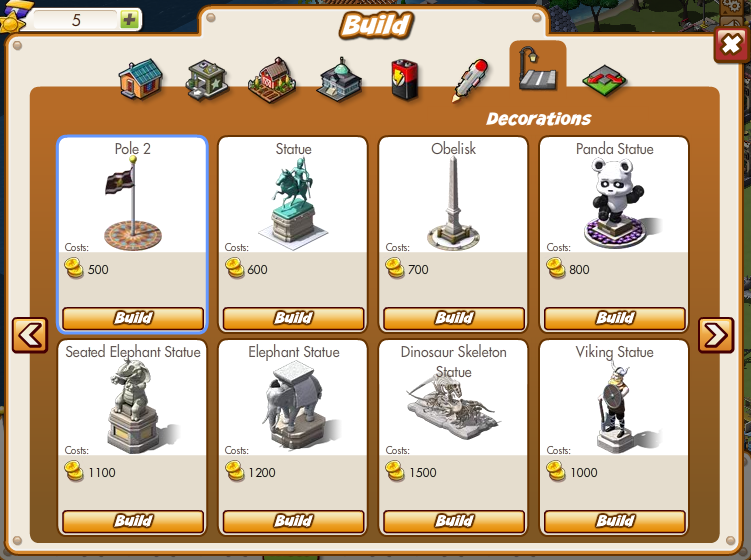 5
Build
Decorations
Pole 2
Costs:
500
Build
Statue
Costs:
600
Build
Obelisk
Costs:
700
Build
Panda Statue
Costs:
800
Build
Seated Elephant Statue
Costs:
1100
Build
Elephant Statue
Costs:
1200
Build
Dinosaur Skeleton
Statue
Costs:
1500
Build
Viking Statue
Costs:
1000
Build